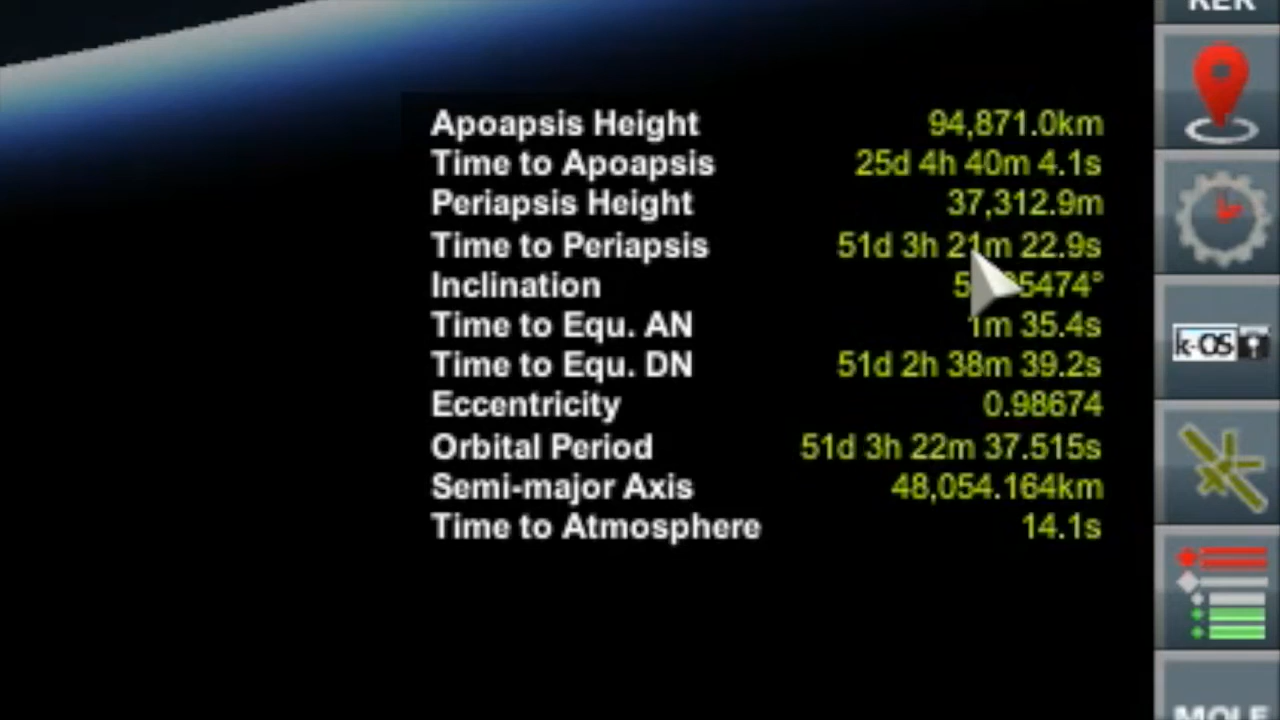 KER
Apoapsis Height 94,871.0km
Time to Apoapsis 25d 4h 40m 4.1s
Periapsis Height 37,312.9m
Time to Periapsis 51d 3h 21m 22.9s
Inclination
Time to Equ. AN 1m 35.4s
k-OS
Time to Equ. DN 51d 2h 38m 39.2s
Eccentricity 0.98674
Orbital Period 51d 3h 22m 37.515s
Semi-major Axis 48,054.164km
Time to Atmosphere 14.1s
MOLE